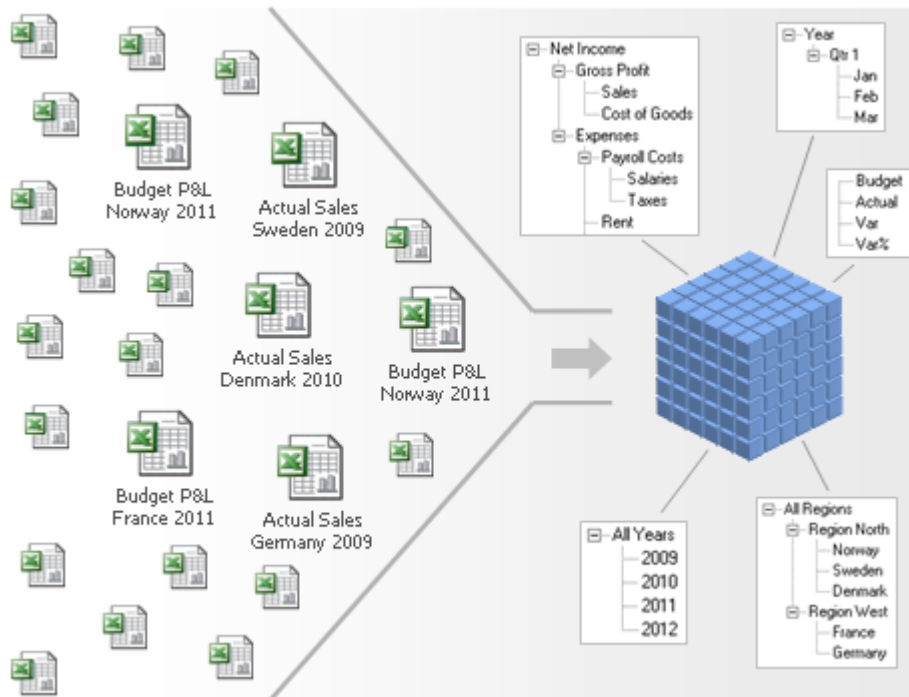 Budget P&L
Norway 2011
Actual Sales
Sweden 2009
Actual Sales
Denmark 2010
Budget P&L
Norway 2011
Budget P&L
France 2011
Actual Sales
Germany 2009
Net Income
Gross Profit
Sales
Cost of Goods
Expenses
Payroll Costs
Salaries
Taxes
Rent
Year
Qtr 1
Jan
Feb
Mar
Budget
Actual
Var
Var%
All Years
2009
2010
2011
2012
All Regions
Region North
Norway
Sweden
Denmark
Region West
France
Germany